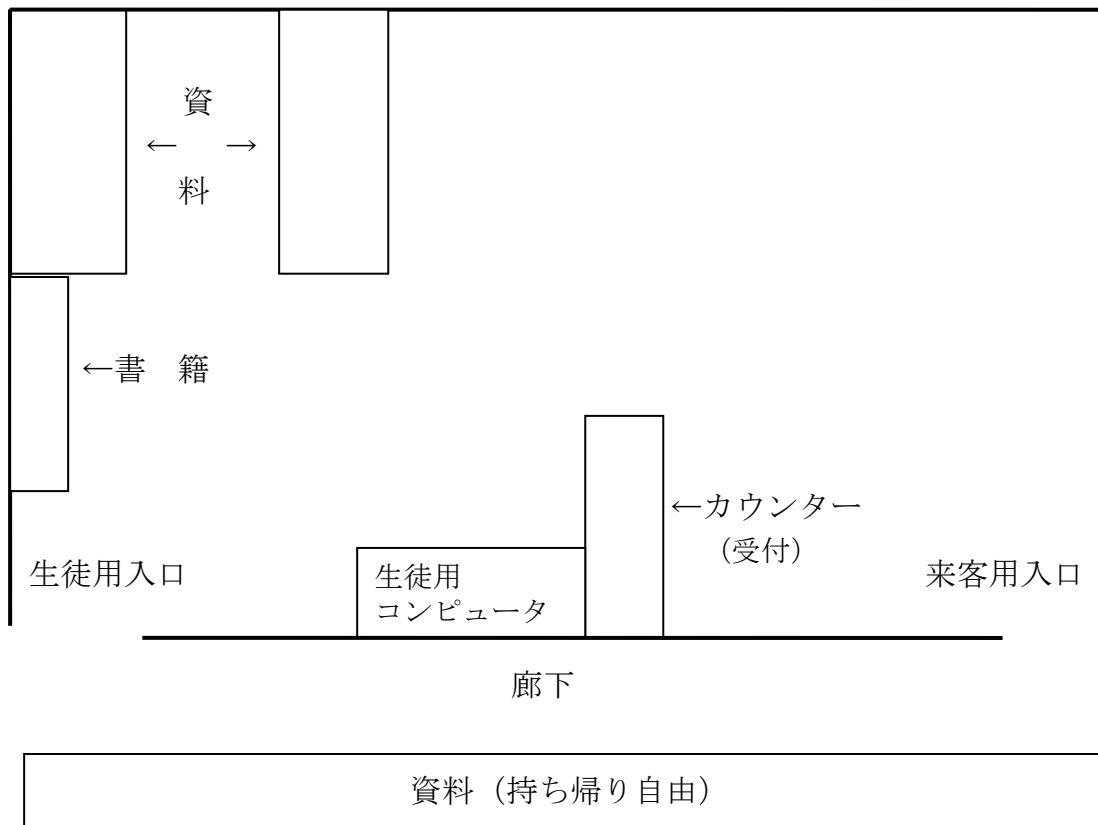 資
← →
料
←書 籍
←カウンター
（受付）
生徒用入口
生徒用
コンピュータ
来客用入口
廊下
資料（持ち帰り自由）